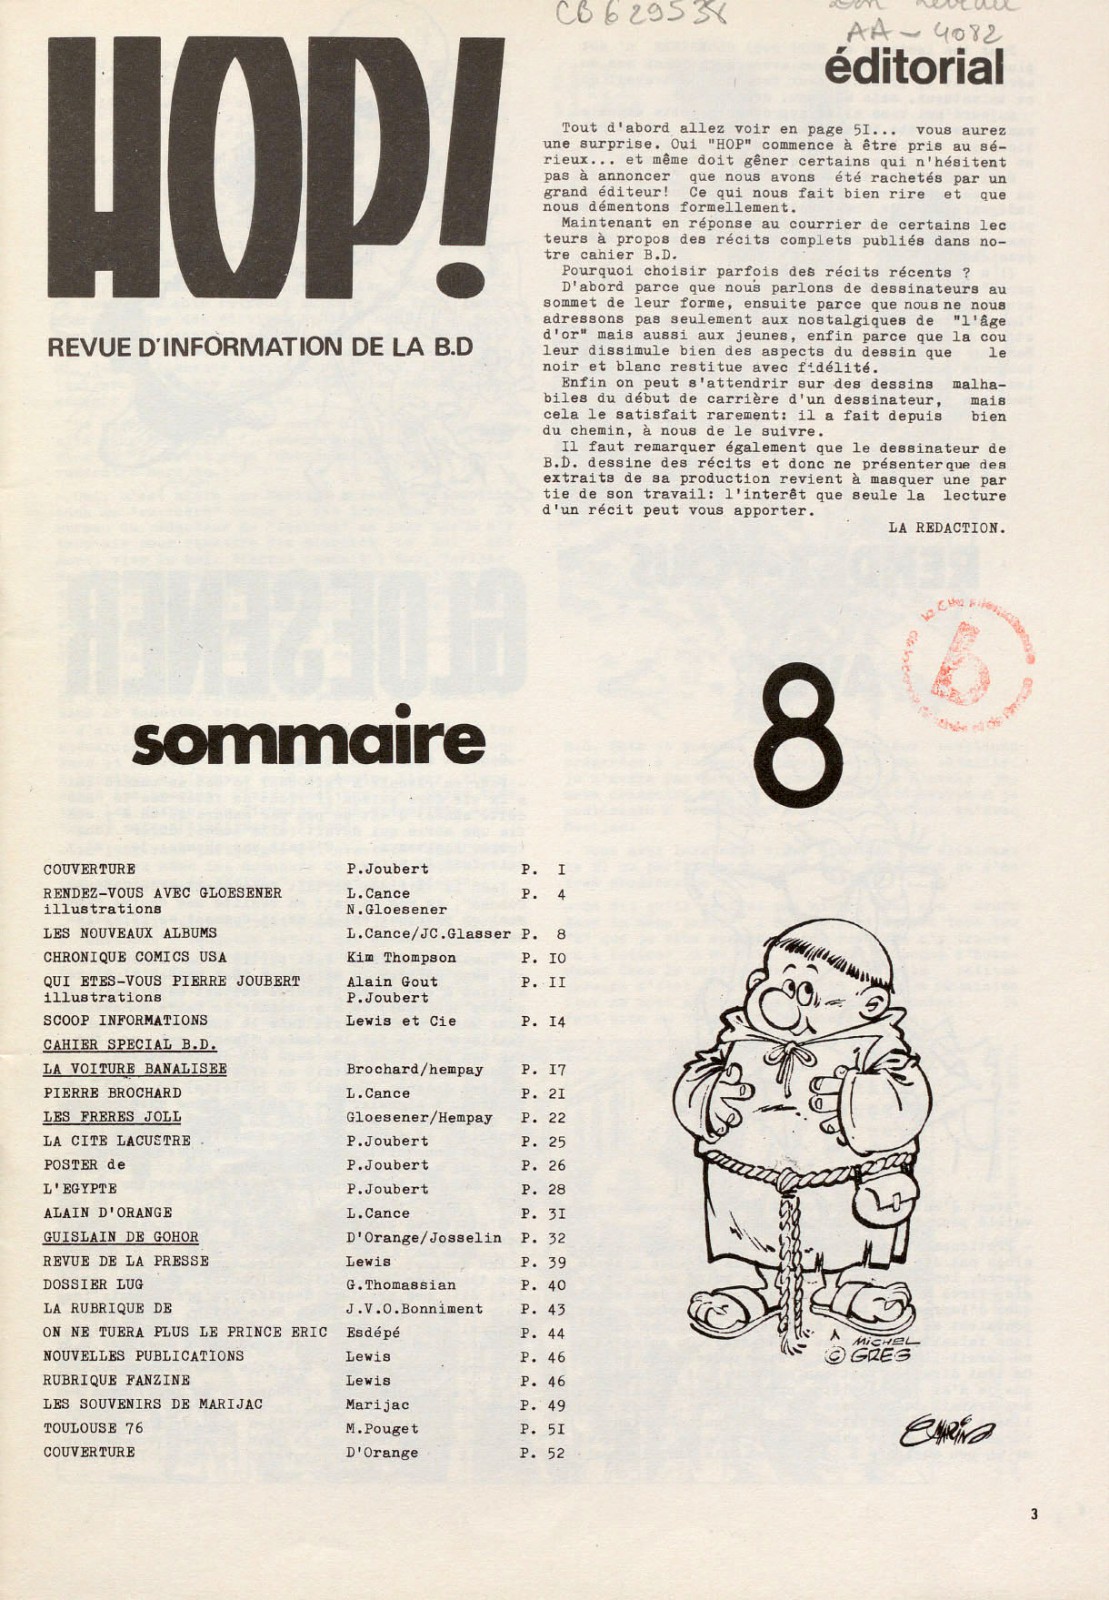 CB629538
AA-4082
HOP!
REVUE D'INFORMATION DE LA B.D
éditorial
Tout d'abord allez voir en page 5I... vous aurez
une surprise. Oui "HOP" commence à être pris au sé-
rieux... et même doit gêner certains qui n'hésitent
pas à annoncer que nous avons été rachetés par un
grand éditeur! Ce qui nous fait bien rire et que
nous démentons formellement.
Maintenant en réponse au courrier de certains lec
teurs à propos des récits complets publiés dans no-
tre cahier B.D.
Pourquoi choisir parfois des récits récents ?
D'abord parce que nous parlons de dessinateurs au
sommet de leur forme, ensuite parce que nous ne nous
adressons pas seulement aux nostalgiques de "l'âge
d'or" mais aussi aux jeunes, enfin parce que la cou
leur dissimule bien des aspects du dessin que le
noir et blanc restitue avec fidélité.
Enfin on peut s'attendrir sur des dessins malha-
biles du début de carrière d'un dessinateur, mais
cela le satisfait rarement: il a fait depuis bien
du chemin, à nous de le suivre.
Il faut remarquer également que le dessinateur de
B.D. dessine des récits et donc ne présenter que des
extraits de sa production revient à masquer une par
tie de son travail: l'interêt que seule la lecture
d'un récit peut vous apporter.
LA REDACTION.
b
sommaire
8
COUVERTURE P.Joubert P. I
RENDEZ-VOUS AVEC GLOESENER L.Cance P. 4
illustrations N.Gloesener
LES NOUVEAUX ALBUMS L.Cance/JC.Glasser P. 8
CHRONIQUE COMICS USA Kim Thompson P. IO
QUI ETES-VOUS PIERRE JOUBERT Alain Gout P. II
illustrations P.Joubert
SCOOP INFORMATIONS Lewis et Cie P. I4
CAHIER SPECIAL B.D.
LA VOITURE BANALISEE Brochard/hempay P. I7
PIERRE BROCHARD L.Cance P. 2I
LES FRERES JOLL Gloesener/Hempay P. 22
LA CITE LACUSTRE P.Joubert P. 25
POSTER de P.Joubert P. 26
L'EGYPTE P.Joubert P. 28
ALAIN D'ORANGE L.Cance P. 3I
GUISLAIN DE GOHOR D'Orange/Josselin P. 32
REVUE DE LA PRESSE Lewis P. 39
DOSSIER LUG G.Thomassian P. 40
LA RUBRIQUE DE J.V.O.Bonniment P. 43
ON NE TUERA PLUS LE PRINCE ERIC Esdépé P. 44
NOUVELLES PUBLICATIONS Lewis P. 46
RUBRIQUE FANZINE Lewis P. 46
LES SOUVENIRS DE MARIJAC Marijac P. 49
TOULOUSE 76 M.Pouget P. 5I
COUVERTURE D'Orange P. 52
MICHEL
© GREG
3